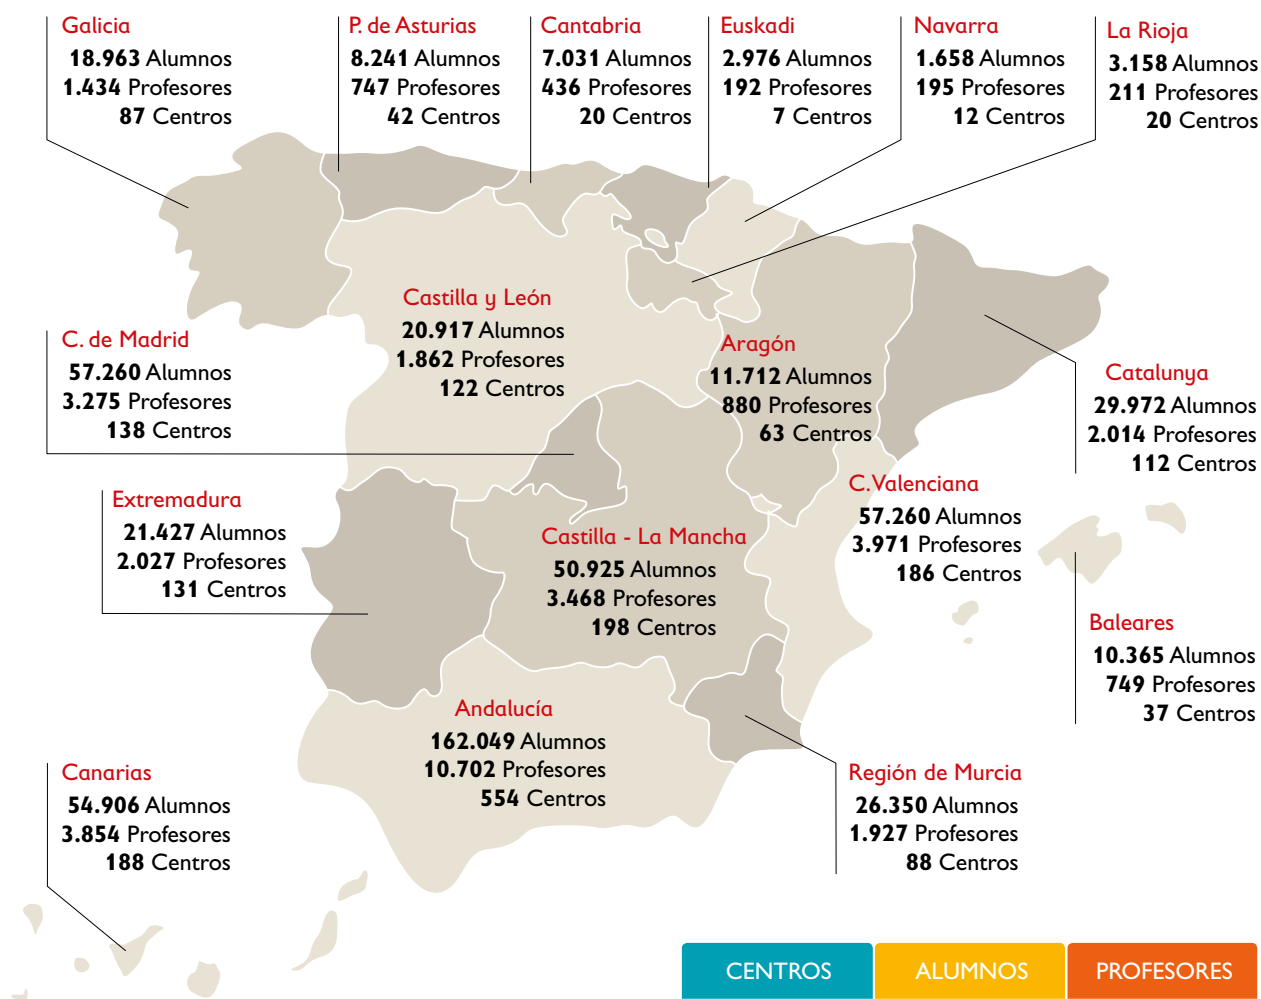 Galicia
18.963 Alumnos
1.434 Profesores
87 Centros
P. de Asturias
8.241 Alumnos
747 Profesores
42 Centros
Cantabria
7.031 Alumnos
436 Profesores
20 Centros
Euskadi
2.976 Alumnos
192 Profesores
7 Centros
Navarra
1.658 Alumnos
195 Profesores
12 Centros
La Rioja
3.158 Alumnos
211 Profesores
20 Centros
Castilla y León
20.917 Alumnos
1.862 Profesores
122 Centros
C. de Madrid
57.260 Alumnos
3.275 Profesores
138 Centros
Aragón
11.712 Alumnos
880 Profesores
63 Centros
Catalunya
29.972 Alumnos
2.014 Profesores
112 Centros
Extremadura
21.427 Alumnos
2.027 Profesores
131 Centros
Castilla - La Mancha
50.925 Alumnos
3.468 Profesores
198 Centros
C. Valenciana
57.260 Alumnos
3.971 Profesores
186 Centros
Baleares
10.365 Alumnos
749 Profesores
37 Centros
Andalucía
162.049 Alumnos
10.702 Profesores
554 Centros
Canarias
54.906 Alumnos
3.854 Profesores
188 Centros
Región de Murcia
26.350 Alumnos
1.927 Profesores
88 Centros
CENTROS
ALUMNOS
PROFESORES